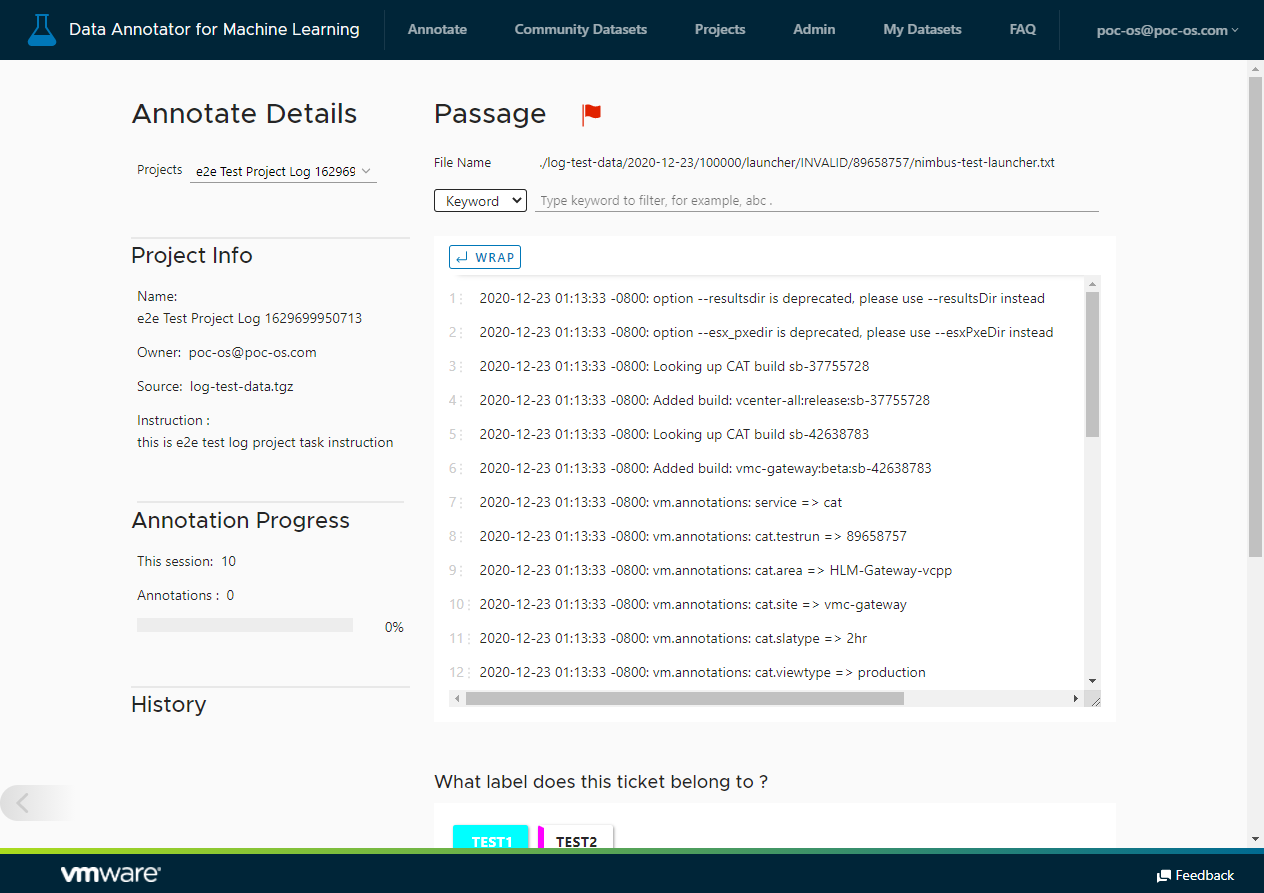 Data Annotator for Machine Learning
Annotate
Community Datasets
Projects
Admin
My Datasets
FAQ
poc-os@poc-os.com
Annotate Details
Projects
e2e Test Project Log 162969
Project Info
Name:
e2e Test Project Log 1629699950713
Owner: poc-os@poc-os.com
Source: log-test-data.tgz
Instruction :
this is e2e test log project task instruction
Annotation Progress
This session: 10
Annotations : 0
0%
History
Passage
File Name ./log-test-data/2020-12-23/100000/launcher/INVALID/89658757/nimbus-test-launcher.txt
Keyword
Type keyword to filter, for example, abc .
WRAP
1 2020-12-23 01:13:33 -0800: option --resultsdir is deprecated, please use --resultsDir instead
2 2020-12-23 01:13:33 -0800: option --esx_pxedir is deprecated, please use --esxPxeDir instead
3 2020-12-23 01:13:33 -0800: Looking up CAT build sb-37755728
4 2020-12-23 01:13:33 -0800: Added build: vcenter-all:release:sb-37755728
5 2020-12-23 01:13:33 -0800: Looking up CAT build sb-42638783
6 2020-12-23 01:13:33 -0800: Added build: vmc-gateway:beta:sb-42638783
7 2020-12-23 01:13:33 -0800: vm.annotations: service => cat
8 2020-12-23 01:13:33 -0800: vm.annotations: cat.testrun => 89658757
9 2020-12-23 01:13:33 -0800: vm.annotations: cat.area => HLM-Gateway-vcpp
10 2020-12-23 01:13:33 -0800: vm.annotations: cat.site => vmc-gateway
11 2020-12-23 01:13:33 -0800: vm.annotations: cat.slatype => 2hr
12 2020-12-23 01:13:33 -0800: vm.annotations: cat.viewtype => production
What label does this ticket belong to ?
TEST1
TEST2
vmware
Feedback